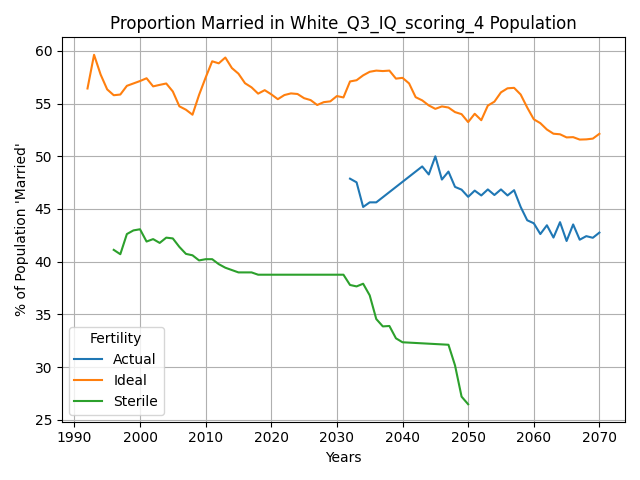 Proportion Married in White_Q3_IQ_scoring_4 Population
% of Population 'Married'
60
55
50
45
40
35
30
25
Fertility
Actual
Ideal
Sterile
1990 2000 2010 2020 2030 2040 2050 2060 2070
Years